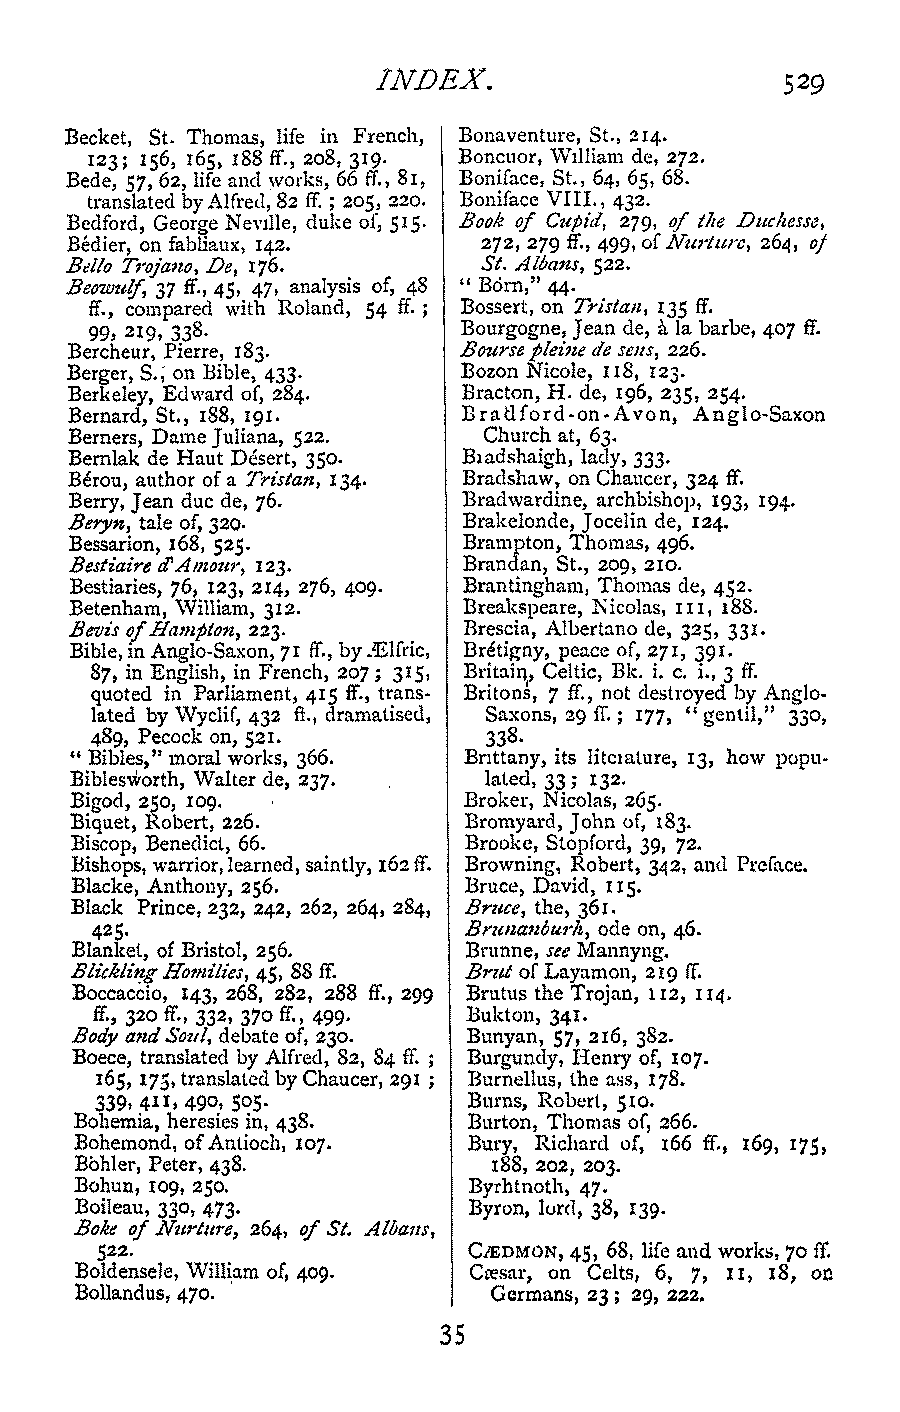 INDEX. 529
Becket, St. Thomas, life in French,
123; 156, 165, 188 ff., 208, 319.
Bede, 57, 62, life and works, 66 ff., 81,
translated by Alfred, 82 ff. ; 205, 220.
Bedford, George Neville, duke of, 515.
Bédier, on fabliaux, 142.
Bello Trojano, De, 176.
Beowulf, 37 ff., 45, 47, analysis of, 48
ff., compared with Roland, 54 ff. ;
99, 219, 338.
Bercheur, Pierre, 183.
Berger, S., on Bible, 433.
Berkeley, Edward of, 284.
Bernard, St., 188, 191.
Berners, Dame Juliana, 522.
Bernlak de Haut Désert, 350.
Bérou, author of a Tristan, 134.
Berry, Jean duc de, 76.
Beryn, tale of, 320.
Bessarion, 168, 525.
Bestiaire d'Amour, 123.
Bestiaries, 76, 123, 214, 276, 409.
Betenham, William, 312.
Bevis of Hampton, 223.
Bible, in Anglo-Saxon, 71 ff., by Ælfric,
87, in English, in French, 207; 315,
quoted in Parliament, 415 ff., trans-
lated by Wyclif, 432 ff., dramatised,
489, Pecock on, 521.
“ Bibles,” moral works, 366.
Biblesworth, Walter de, 237.
Bigod, 250, 109.
Biquet, Robert, 226.
Biscop, Benedict, 66.
Bishops, warrior, learned, saintly, 162 ff.
Blacke, Anthony, 256.
Black Prince, 232, 242, 262, 264, 284,
425.
Blanket, of Bristol, 256.
Blickling Homilies, 45, 88 ff.
Boccaccio, 143, 268, 282, 288 ff., 299
ff., 320 ff., 332, 370 ff., 499.
Body and Soul, debate of, 230.
Boece, translated by Alfred, 82, 84 ff. ;
165, 175, translated by Chaucer, 291 ;
339, 411, 490, 505.
Bohemia, heresies in, 438.
Bohemond, of Antioch, 107.
Böhler, Peter, 438.
Bohun, 109, 250.
Boileau, 330, 473.
Boke of Nurture, 264, of St. Albans,
522.
Boldensele, William of, 409.
Bollandus, 470.
Bonaventure, St., 214.
Boncuor, William de, 272.
Boniface, St., 64, 65, 68.
Boniface VIII., 432.
Book of Cupid, 279, of the Duchesse,
272, 279 ff., 499, of Nurture, 264, of
St. Albans, 522.
“ Born,” 44.
Bossert, on Tristan, 135 ff.
Bourgogne, Jean de, à la barbe, 407 ff.
Bourse pleine de sens, 226.
Bozon Nicole, 118, 123.
Bracton, H. de, 196, 235, 254.
Bradford-on-Avon, Anglo-Saxon
Church at, 63.
Bradshaigh, lady, 333.
Bradshaw, on Chaucer, 324 ff.
Bradwardine, archbishop, 193, 194.
Brakelonde, Jocelin de, 124.
Brampton, Thomas, 496.
Brandan, St., 209, 210.
Brantingham, Thomas de, 452.
Breakspeare, Nicolas, 111, 188.
Brescia, Albertano de, 325, 331.
Brétigny, peace of, 271, 391.
Britain, Celtic, Bk. i. c. i., 3 ff.
Britons, 7 ff., not destroyed by Anglo-
Saxons, 29 ff. ; 177, “gentil,” 330,
338.
Brittany, its literature, 13, how popu-
lated, 33; 132.
Broker, Nicolas, 265.
Bromyard, John of, 183.
Brooke, Stopford, 39, 72.
Browning, Robert, 342, and Preface.
Bruce, David, 115.
Bruce, the, 361.
Brunanburh, ode on, 46.
Brunne, see Mannyng.
Brut of Layamon, 219 ff.
Brutus the Trojan, 112, 114.
Bukton, 341.
Bunyan, 57, 216, 382.
Burgundy, Henry of, 107.
Burnellus, the ass, 178.
Burns, Robert, 510.
Burton, Thomas of, 266.
Bury, Richard of, 166 ff., 169, 175,
188, 202, 203.
Byrhtnoth, 47.
Byron, lord, 38, 139.
CÆDMON, 45, 68, life and works, 70 ff.
Cæsar, on Celts, 6, 7, 11, 18, on
Germans, 23 ; 29, 222.
35